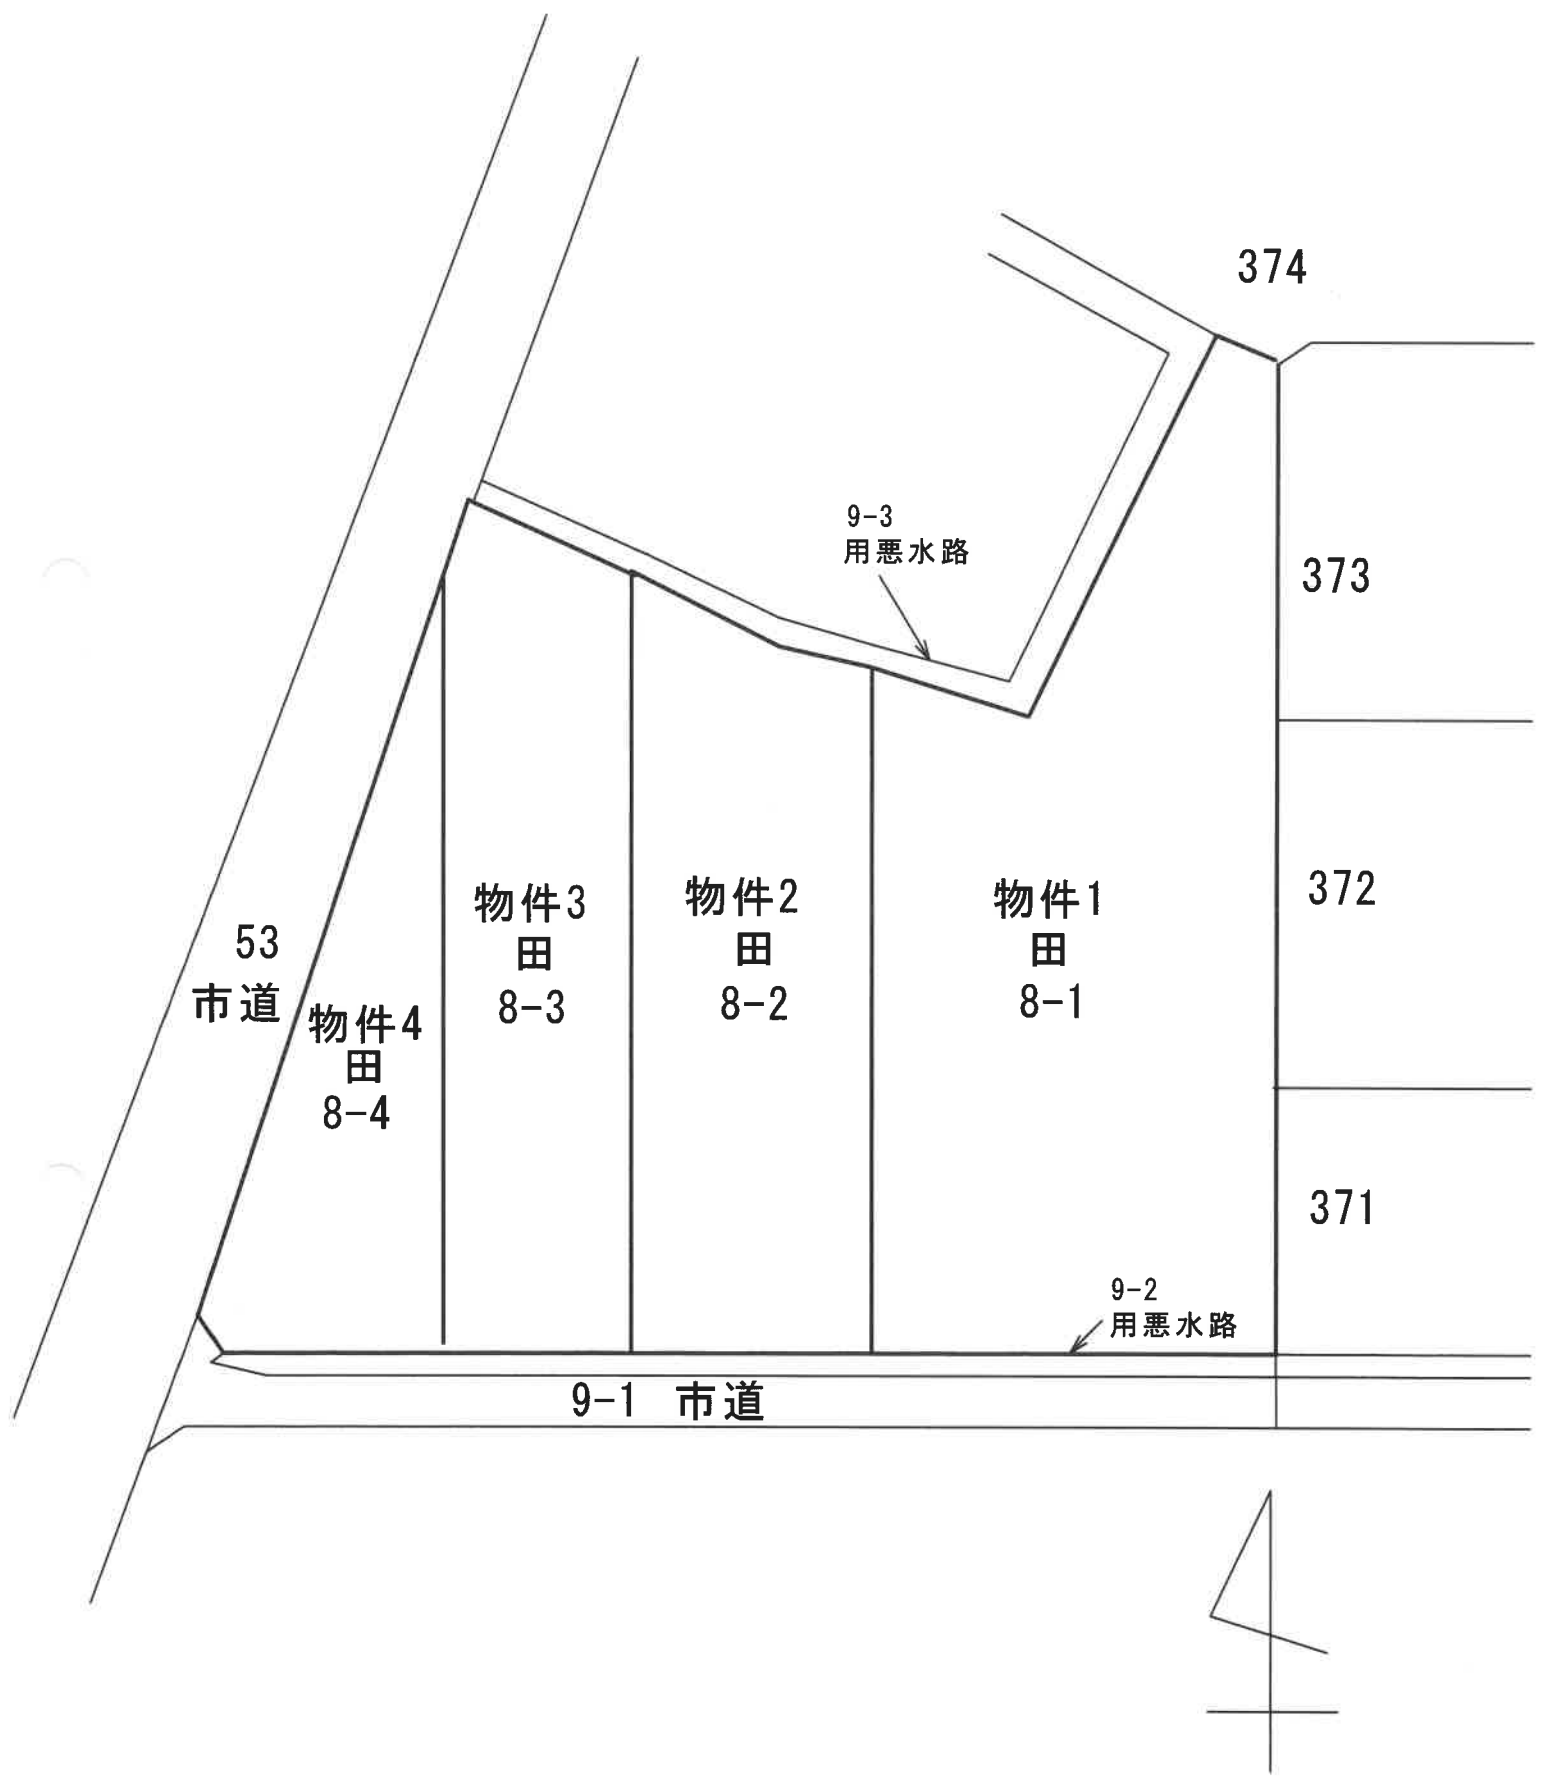 374
9-3
用悪水路
373
物件3
田
8-3
物件2
田
8-2
物件1
田
8-1
372
53
市道
物件4
田
8-4
371
9-2
用悪水路
9-1 市道